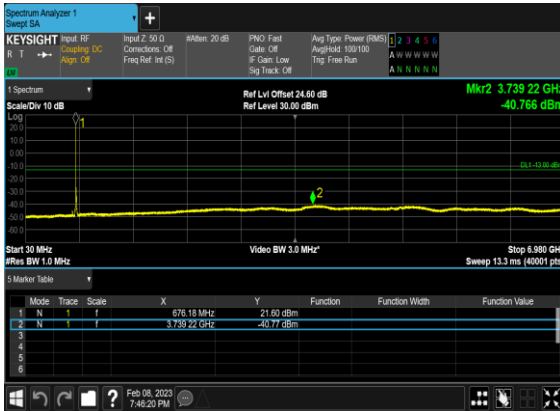 Spectrum Analyzer 1
Swept SA
KEYSIGHT Input: RF Input Z: 50 Ω #Atten: 20 dB PNO: Fast Avg Type: Power (RMS) 1 2 3 4 5 6
R T Coupling: DC Corrections: Off Gate: Off Avg|Hold: 100/100 A W W W W W
Align: Off Freq Ref: Int (S) IF Gain: Low Trig: Free Run
LXI Sig Track: Off A N N N N N
1 Spectrum Ref Lvl Offset 24.60 dB Mkr2 3.739 22 GHz
Scale/Div 10 dB Ref Level 30.00 dBm -40.766 dBm
Log
20.0
10.0
0.00
-10.0
DL1 -13.00 dBm
-20.0
-30.0
-40.0
-50.0
-60.0
1
2
Start 30 MHz Video BW 3.0 MHz* Stop 6.980 GHz
#Res BW 1.0 MHz Sweep 13.3 ms (40001 pts)
5 Marker Table
Mode Trace Scale X Y Function Function Width Function Value
1 N 1 f 676.18 MHz 21.60 dBm
2 N 1 f 3.739 22 GHz -40.77 dBm
3
4
5
6
? Feb 08, 2023
7:46:20 PM